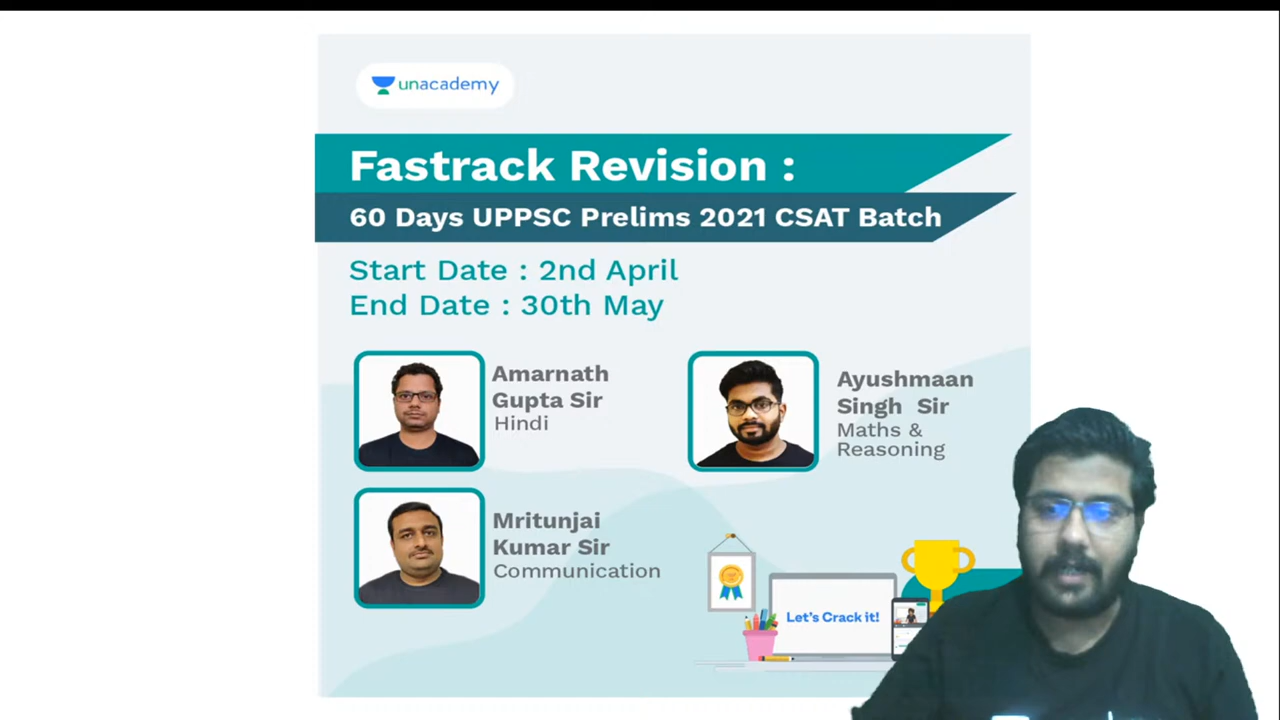 unacademy
Fastrack Revision :
60 Days UPPSC Prelims 2021 CSAT Batch
Start Date : 2nd April
End Date : 30th May
Amarnath
Gupta Sir
Hindi
Ayushmaan
Singh Sir
Maths &
Reasoning
Mritunjai
Kumar Sir
Communication
Let's Crack it!